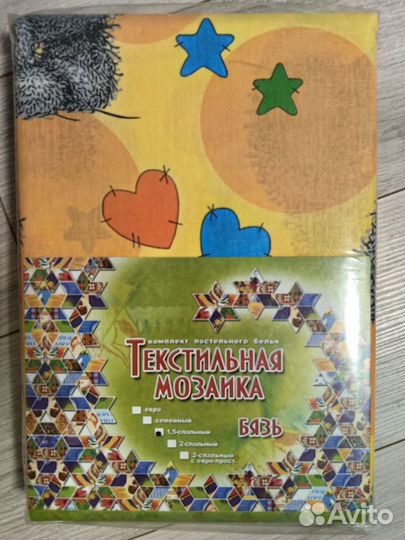 комплект постельного белья
ТЕКСТИЛЬНАЯ
МОЗАИКА
евро
семейный
1,5-спальный
2-спальный
2-спальный
с евро-прост.
БЯЗЬ
Avito